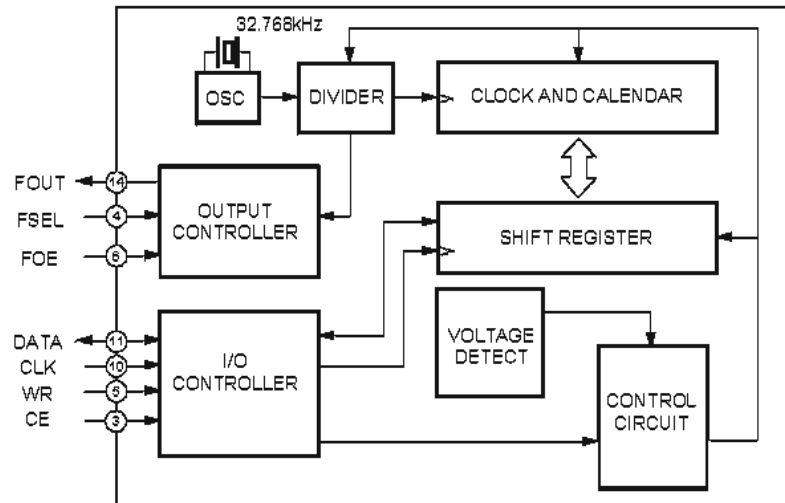 32.768kHz
OSC
DIVIDER
CLOCK AND CALENDAR
FOUT
14
FSEL
4
FOE
6
OUTPUT
CONTROLLER
SHIFT REGISTER
DATA
11
CLK
10
WR
5
CE
3
I/O
CONTROLLER
VOLTAGE
DETECT
CONTROL
CIRCUIT